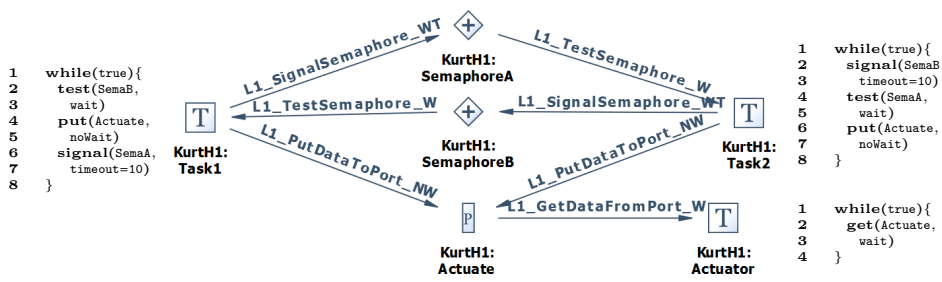 1 while(true){
2 test(SemaB,
3 wait)
4 put(Actuate,
5 noWait)
6 signal(SemaA,
7 timeout=10)
8 }
L1_SignalSemaphore_WT
L1_TestSemaphore_W
L1_PutDataToPort_NW
T
KurtH1:
Task1
KurtH1:
SemaphoreA
KurtH1:
SemaphoreB
P
KurtH1:
Actuate
L1_TestSemaphore_W
L1_SignalSemaphore_WT
L1_PutDataToPort_NW
L1_GetDataFromPort_W
T
KurtH1:
Task2
T
KurtH1:
Actuator
1 while(true){
2 signal(SemaB
3 timeout=10)
4 test(SemaA,
5 wait)
6 put(Actuate,
7 noWait)
8 }
1 while(true){
2 get(Actuate,
3 wait)
4 }